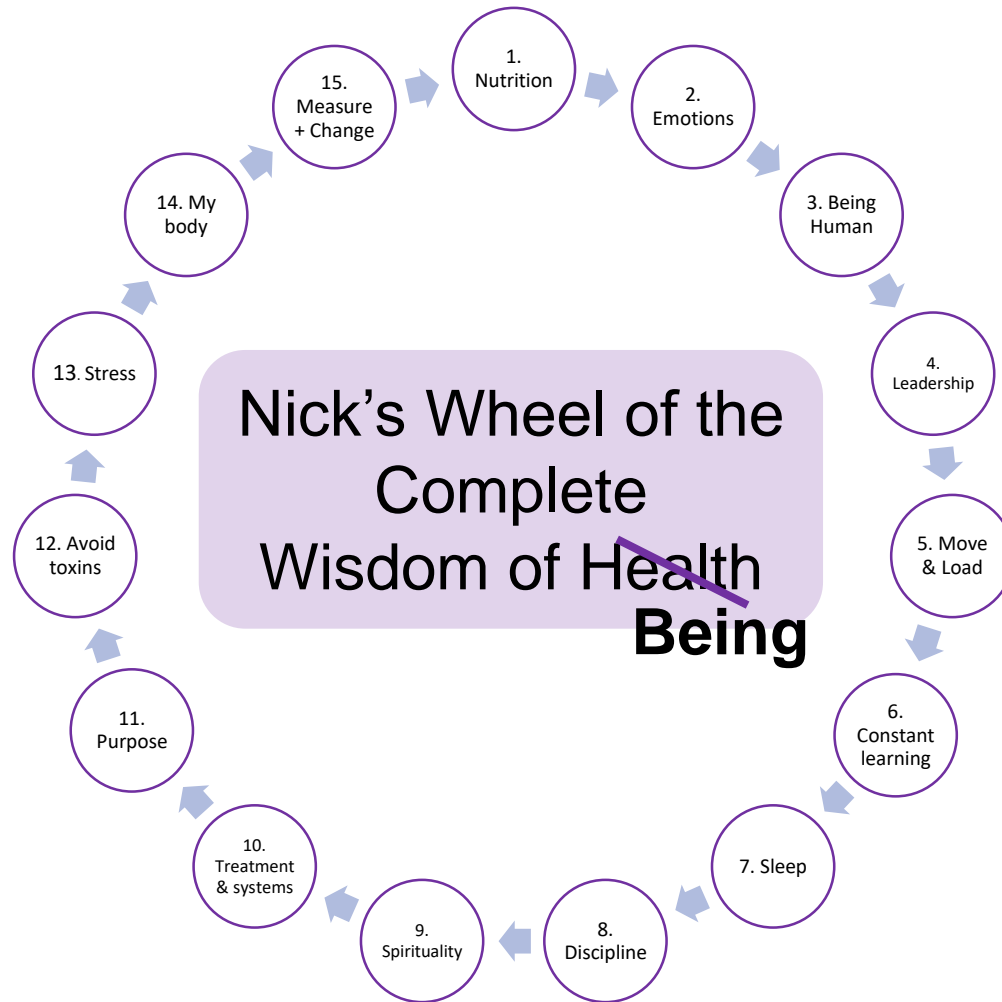 1.
Nutrition
2.
Emotions
3. Being
Human
4.
Leadership
5. Move
& Load
6.
Constant
learning
7. Sleep
8.
Discipline
9.
Spirituality
10.
Treatment
& systems
11.
Purpose
12. Avoid
toxins
13. Stress
14. My
body
15.
Measure
+ Change
Nick’s Wheel of the
Complete
Wisdom of Health
Being